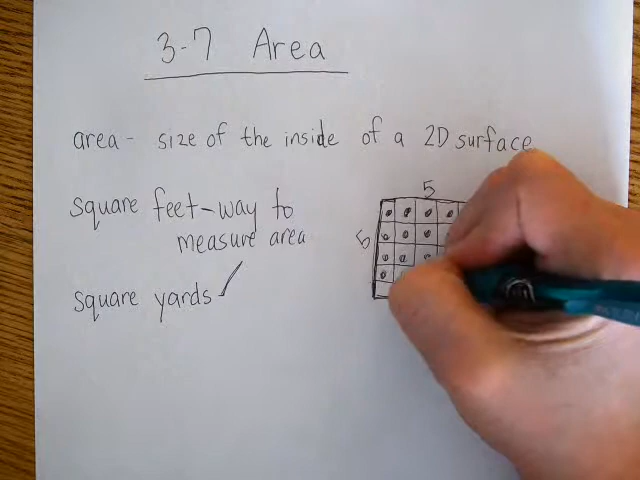 3-7 Area
area - size of the inside of a 2D surface
square feet - way to
measure area
square yards
5
5